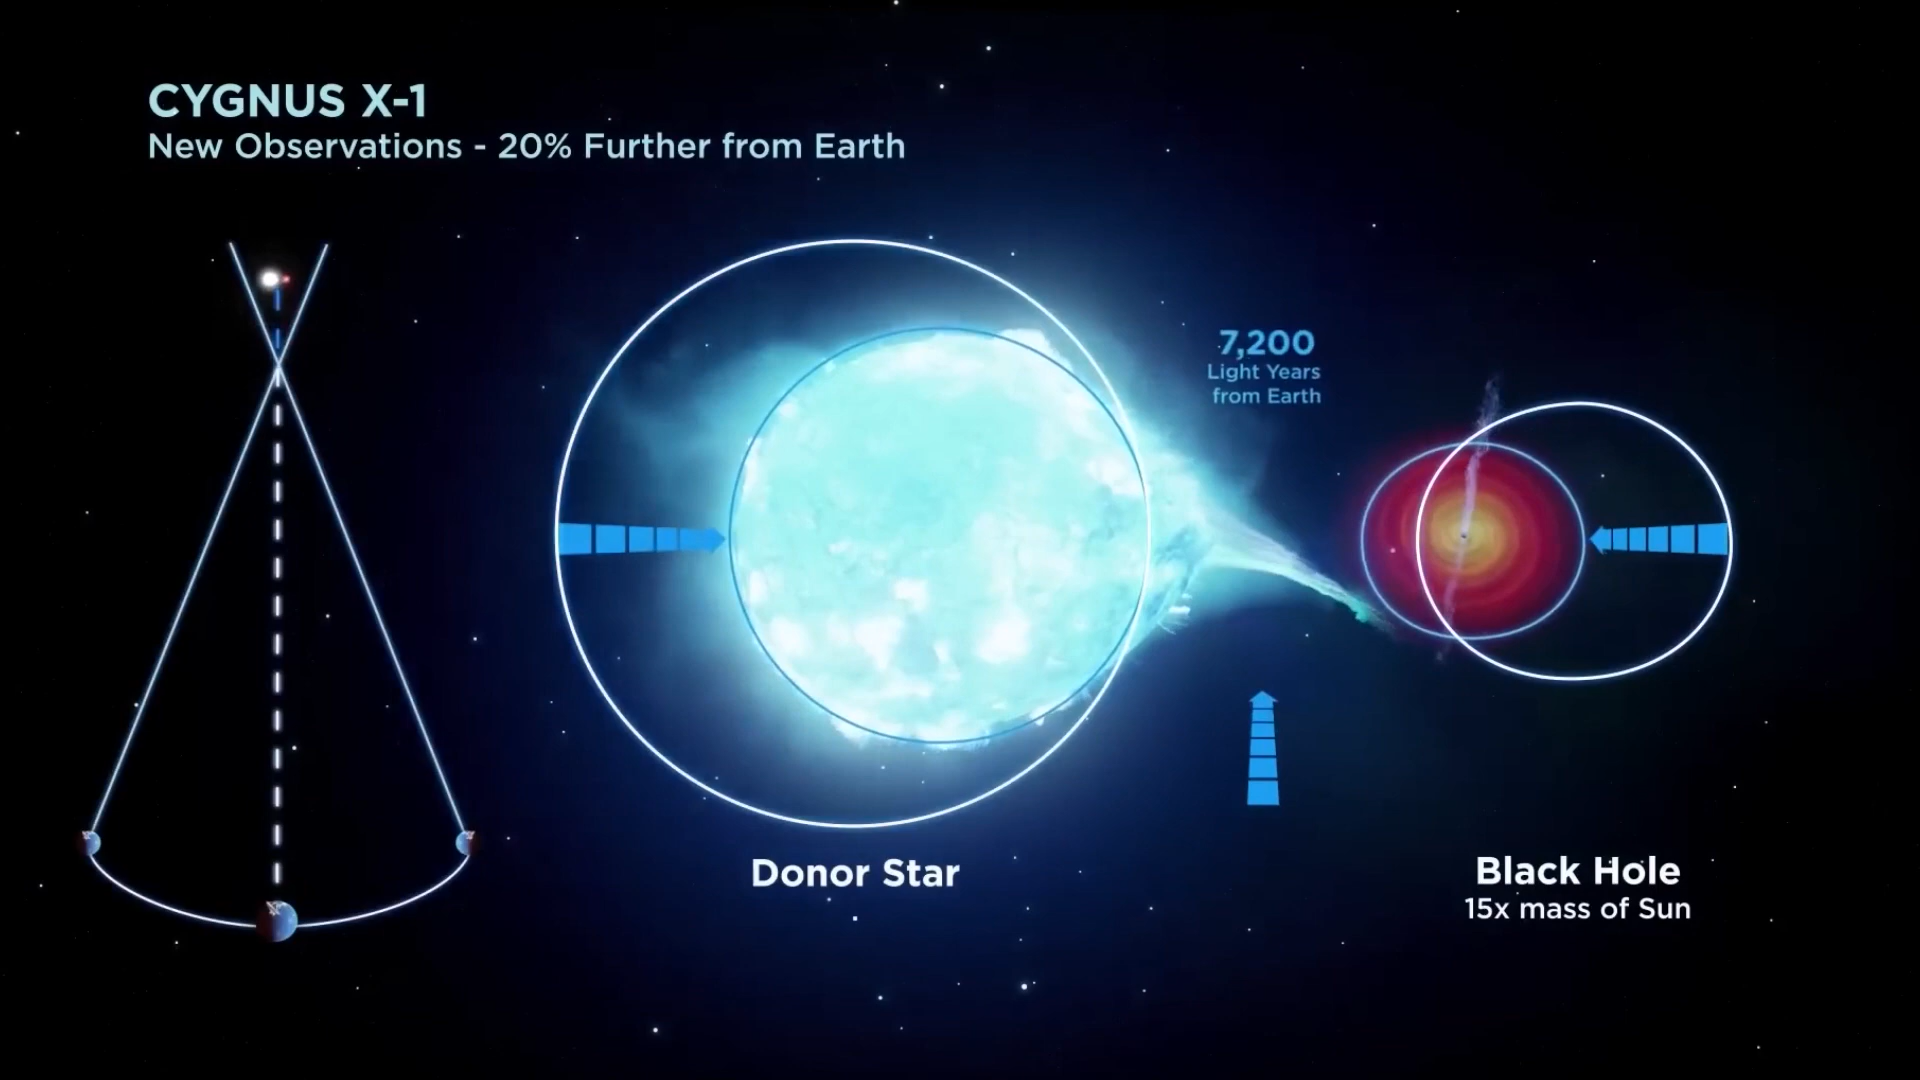 CYGNUS X-1
New Observations - 20% Further from Earth
7,200
Light Years
from Earth
Donor Star
Black Hole
15x mass of Sun